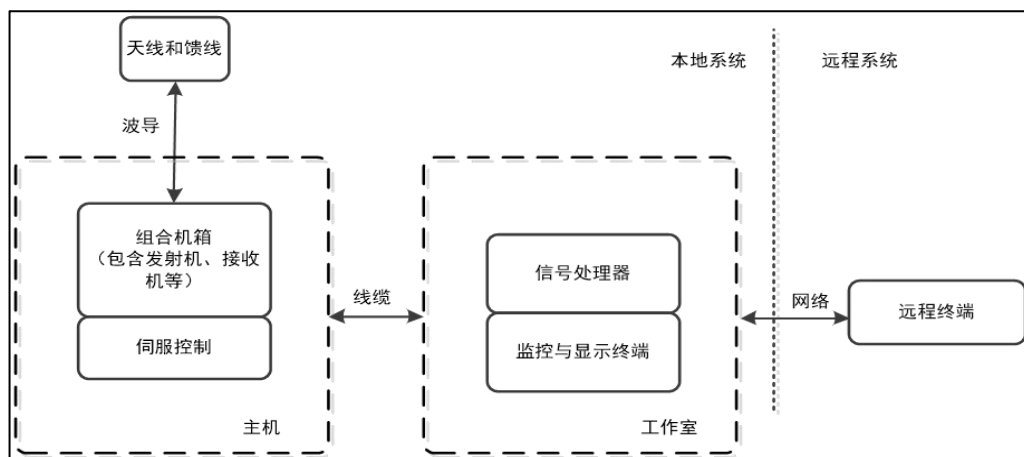 天线和馈线
本地系统
远程系统
波导
组合机箱
（包含发射机、接收
机等）
伺服控制
线缆
信号处理器
监控与显示终端
网络
远程终端
主机
工作室